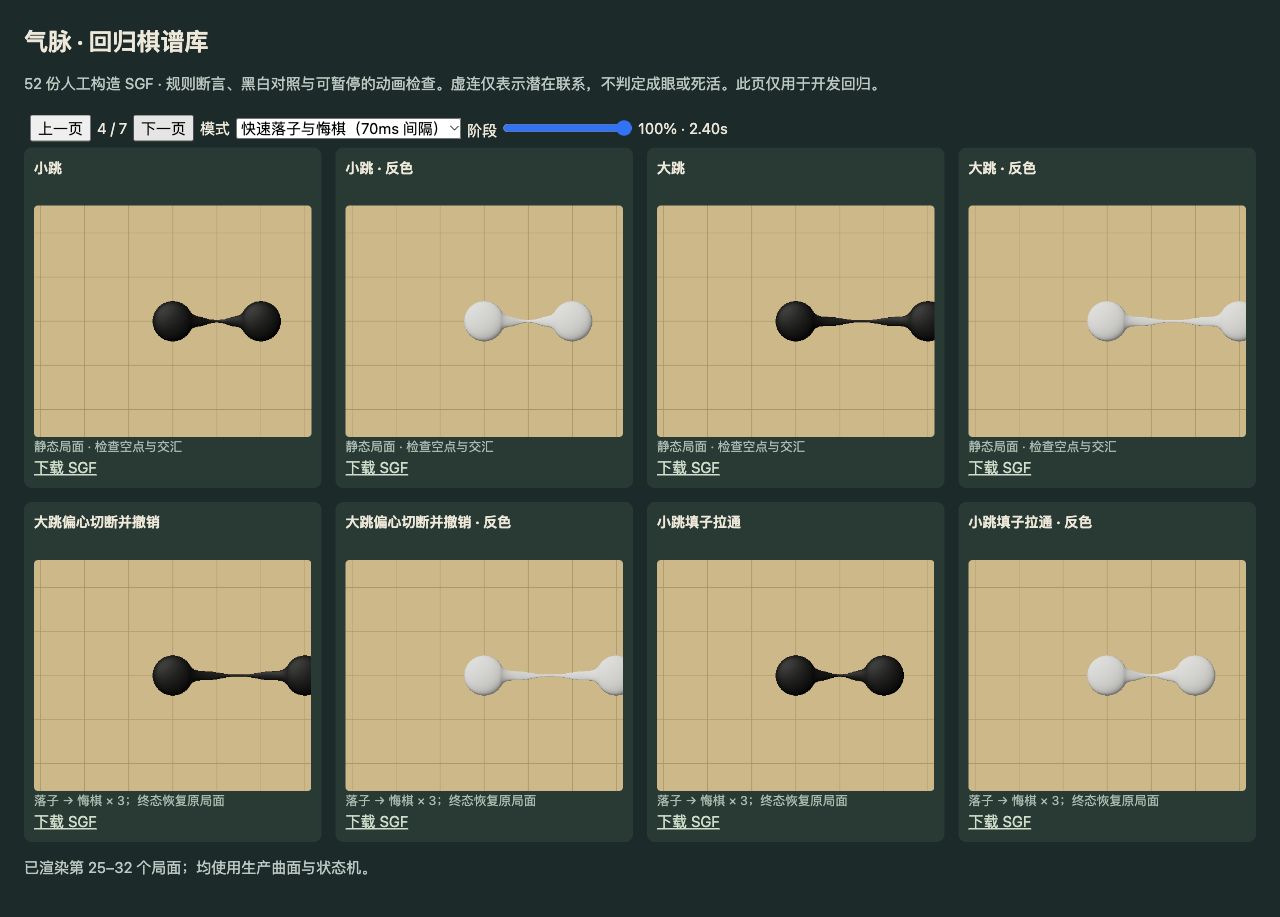 气脉 · 回归棋谱库
52 份人工构造 SGF · 规则断言、黑白对照与可暂停的动画检查。虚连仅表示潜在联系，不判定成眼或死活。此页仅用于开发回归。
上一页 4 / 7 下一页 模式 快速落子与悔棋（70ms 间隔） 阶段 100% · 2.40s
小跳
小跳 · 反色
大跳
大跳 · 反色
静态局面 · 检查空点与交汇
静态局面 · 检查空点与交汇
静态局面 · 检查空点与交汇
静态局面 · 检查空点与交汇
下载 SGF
下载 SGF
下载 SGF
下载 SGF
大跳偏心切断并撤销
大跳偏心切断并撤销 · 反色
小跳填子拉通
小跳填子拉通 · 反色
落子 → 悔棋 × 3；终态恢复原局面
落子 → 悔棋 × 3；终态恢复原局面
落子 → 悔棋 × 3；终态恢复原局面
落子 → 悔棋 × 3；终态恢复原局面
下载 SGF
下载 SGF
下载 SGF
下载 SGF
已渲染第 25–32 个局面；均使用生产曲面与状态机。